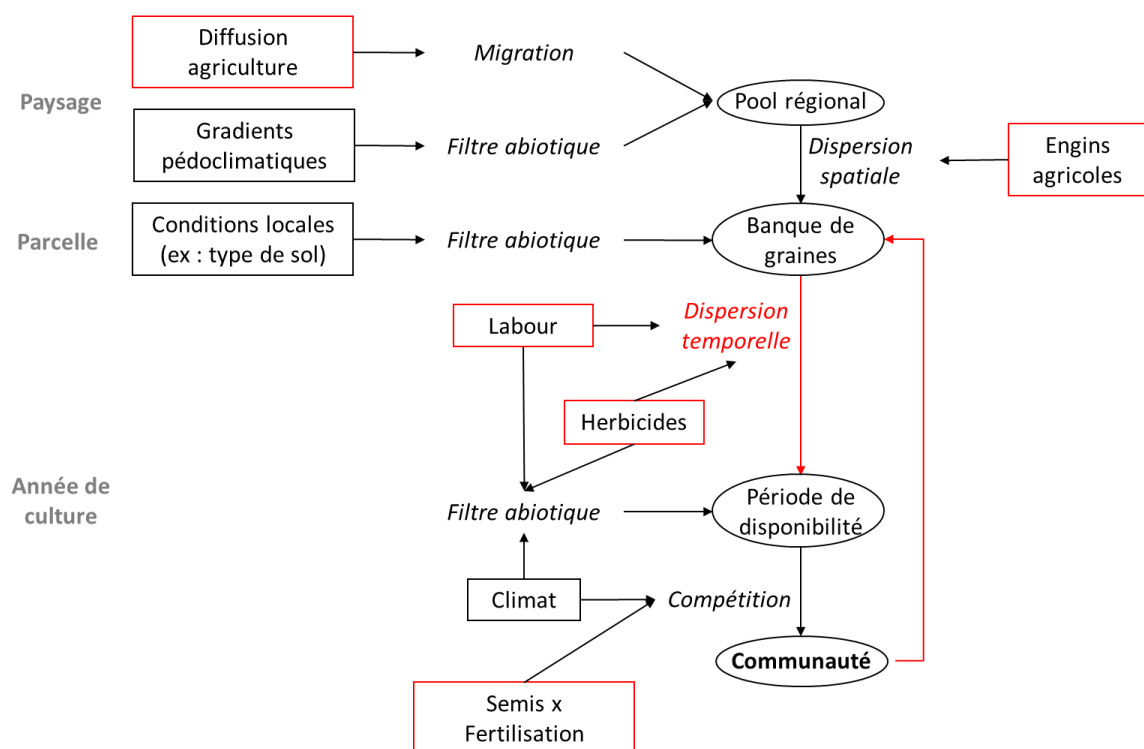 Diffusion
agriculture
Migration
Paysage
Pool régional
Gradients
pédoclimatiques
Filtre abiotique
Dispersion
spatiale
Engins
agricoles
Parcelle
Conditions locales
(ex : type de sol)
Filtre abiotique
Banque de
graines
Labour
Dispersion
temporelle
Herbicides
Année de
culture
Filtre abiotique
Période de
disponibilité
Climat
Compétition
Communauté
Semis x
Fertilisation